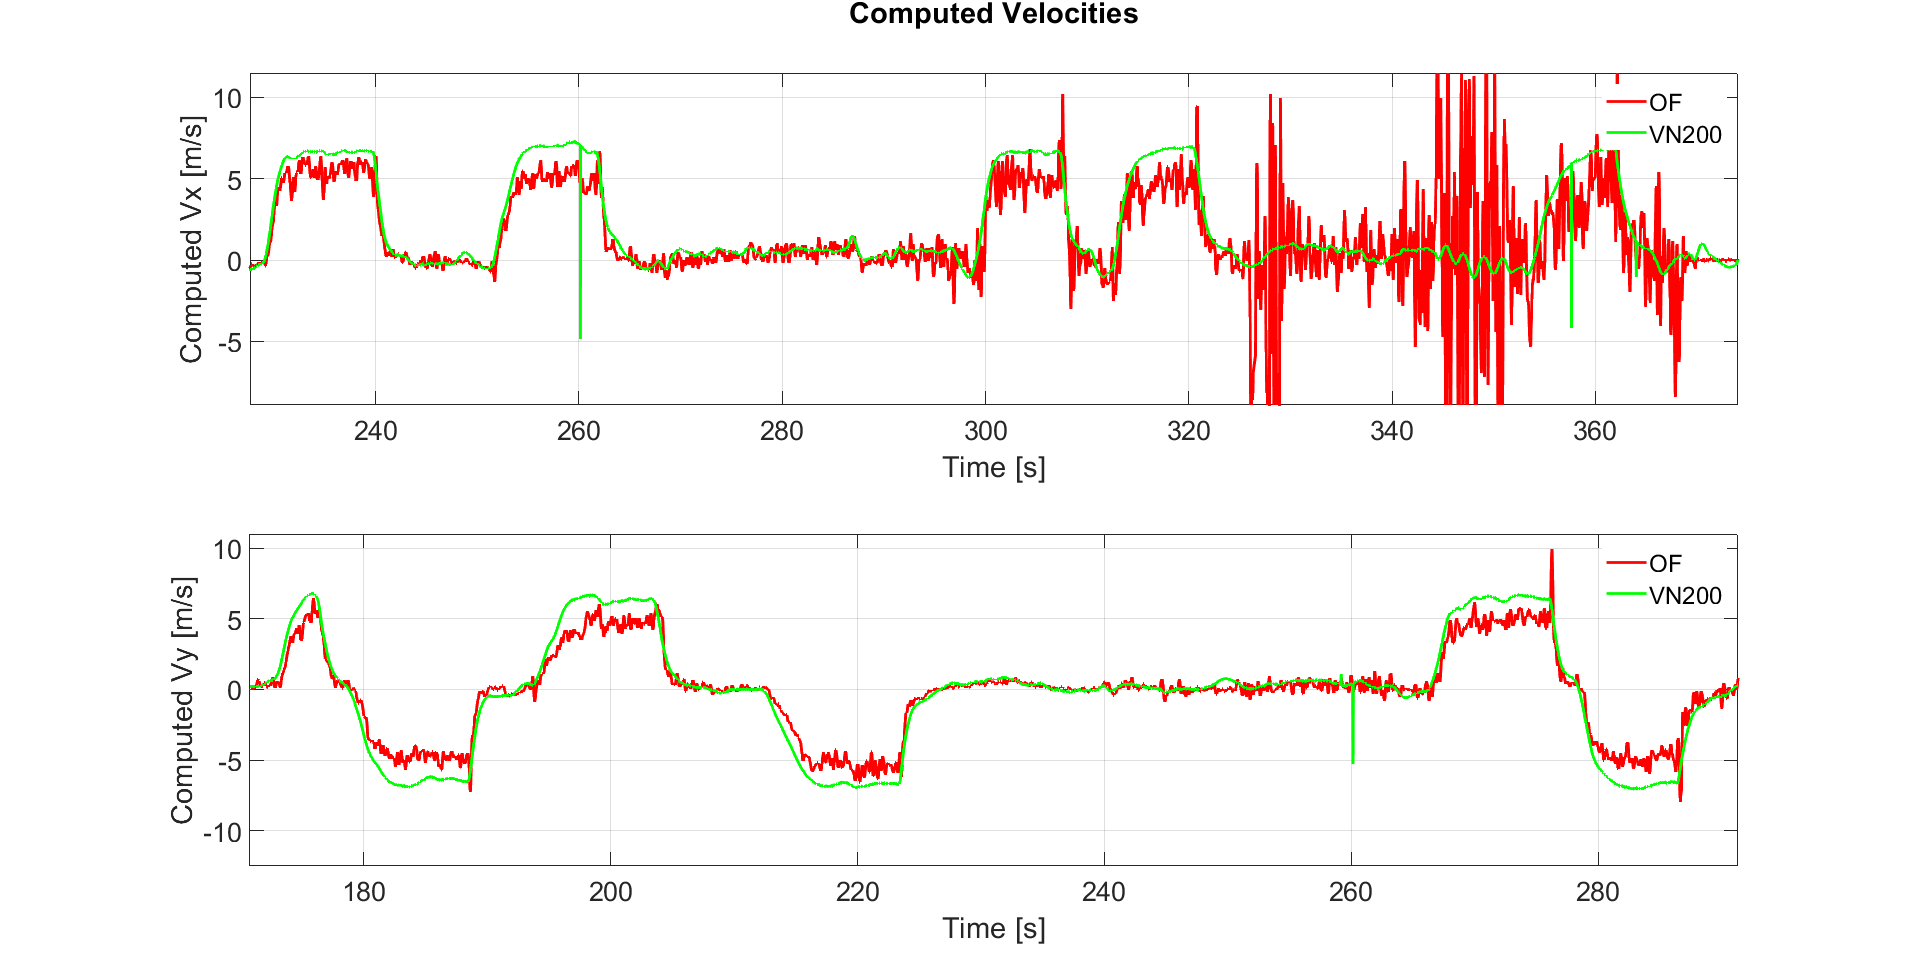 Computed Velocities
Computed Vx [m/s]
10
5
0
-5
OF
VN200
240 260 280 300 320 340 360
Time [s]
Computed Vy [m/s]
10
5
0
-5
-10
OF
VN200
180 200 220 240 260 280
Time [s]